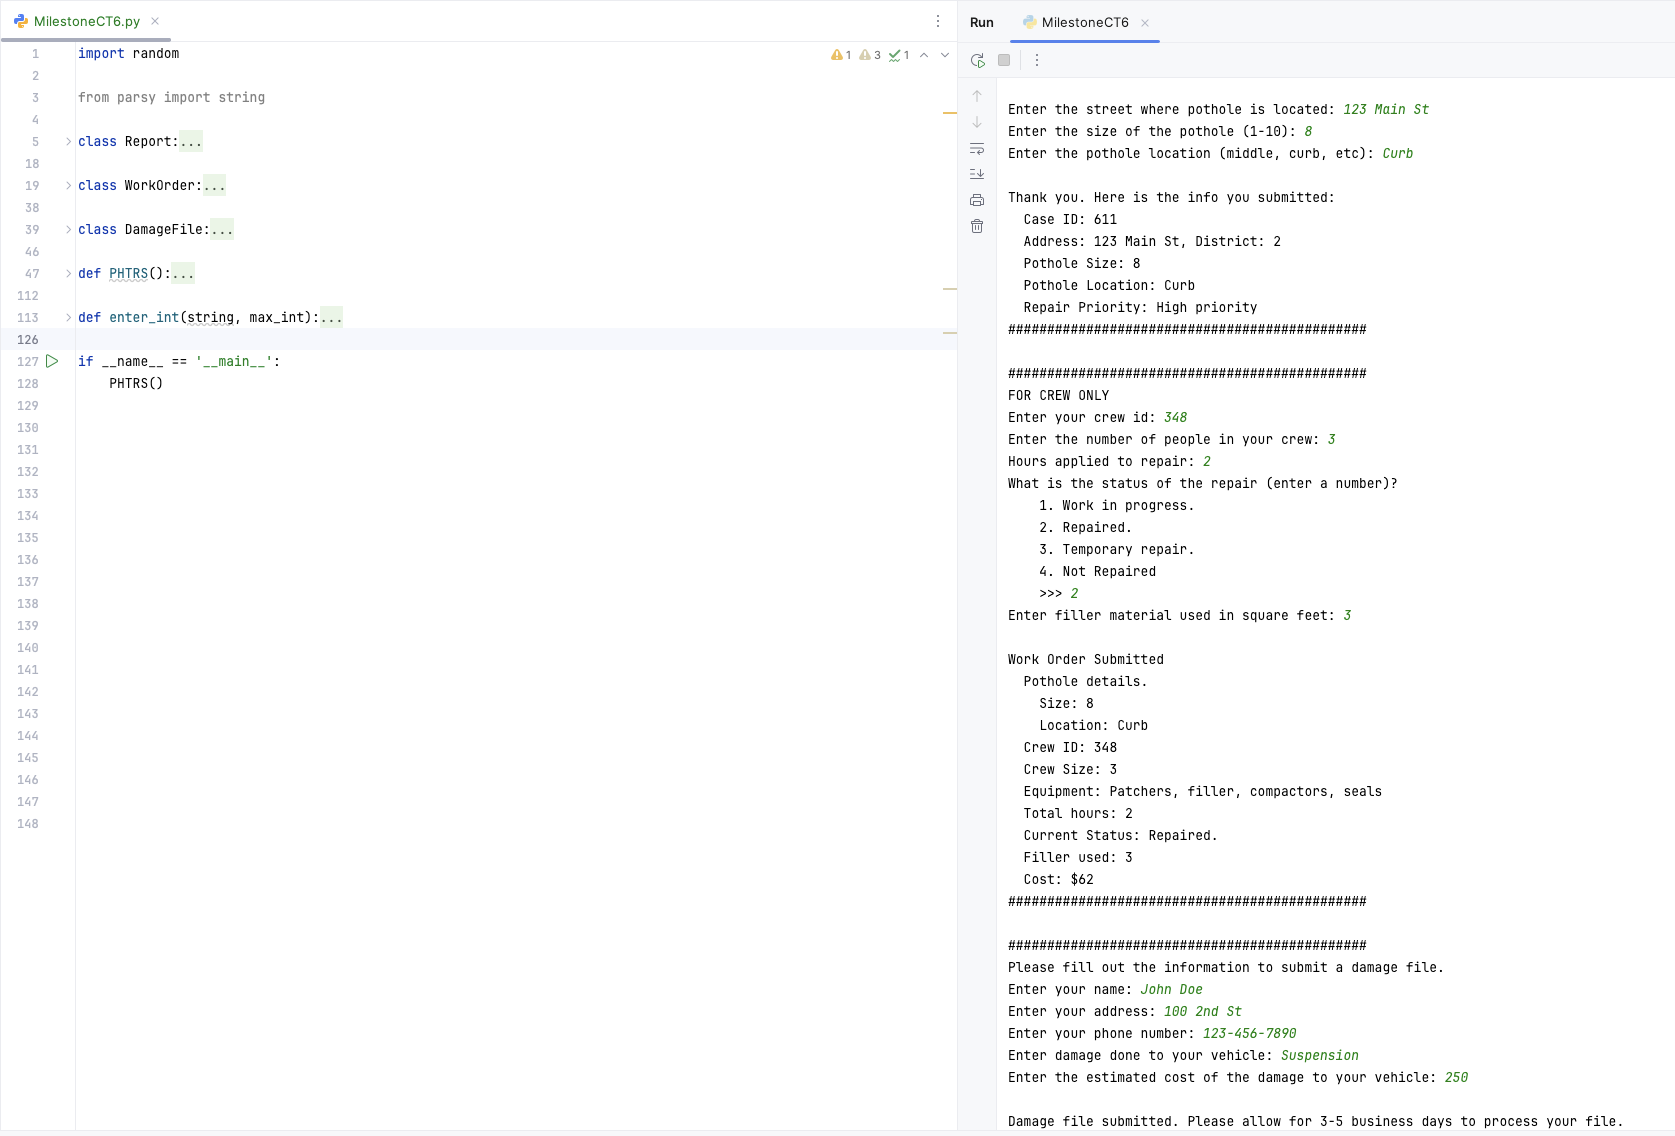 MilestoneCT6.py
1 import random
2
3 from parsy import string
4
5 class Report:...
18
19 class WorkOrder:...
38
39 class DamageFile:...
46
47 def PHTRS():...
112
113 def enter_int(string, max_int):...
126
127 if __name__ == '__main__':
128 PHTRS()
129
130
131
132
133
134
135
136
137
138
139
140
141
142
143
144
145
146
147
148
1 3 1
Run MilestoneCT6
Enter the street where pothole is located: 123 Main St
Enter the size of the pothole (1-10): 8
Enter the pothole location (middle, curb, etc): Curb
Thank you. Here is the info you submitted:
Case ID: 611
Address: 123 Main St, District: 2
Pothole Size: 8
Pothole Location: Curb
Repair Priority: High priority
##############################################
##############################################
FOR CREW ONLY
Enter your crew id: 348
Enter the number of people in your crew: 3
Hours applied to repair: 2
What is the status of the repair (enter a number)?
1. Work in progress.
2. Repaired.
3. Temporary repair.
4. Not Repaired
>>> 2
Enter filler material used in square feet: 3
Work Order Submitted
Pothole details.
Size: 8
Location: Curb
Crew ID: 348
Crew Size: 3
Equipment: Patchers, filler, compactors, seals
Total hours: 2
Current Status: Repaired.
Filler used: 3
Cost: $62
##############################################
##############################################
Please fill out the information to submit a damage file.
Enter your name: John Doe
Enter your address: 100 2nd St
Enter your phone number: 123-456-7890
Enter damage done to your vehicle: Suspension
Enter the estimated cost of the damage to your vehicle: 250
Damage file submitted. Please allow for 3-5 business days to process your file.